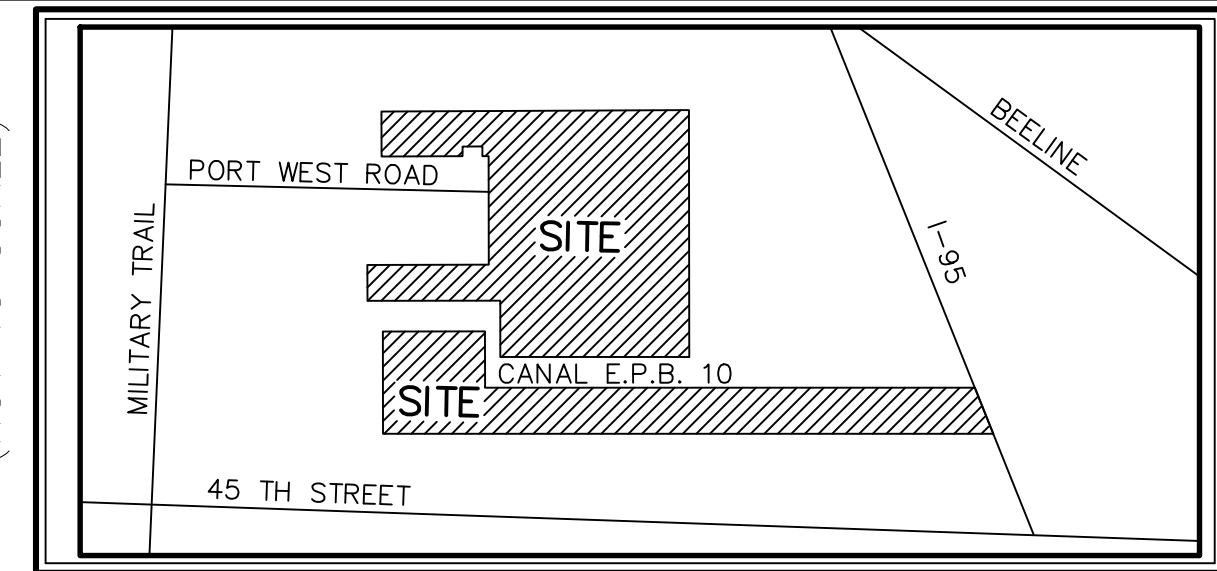 BEELINE
PORT WEST ROAD
SITE
I-95
MILITARY TRAIL
CANAL E.P.B. 10
SITE
45 TH STREET